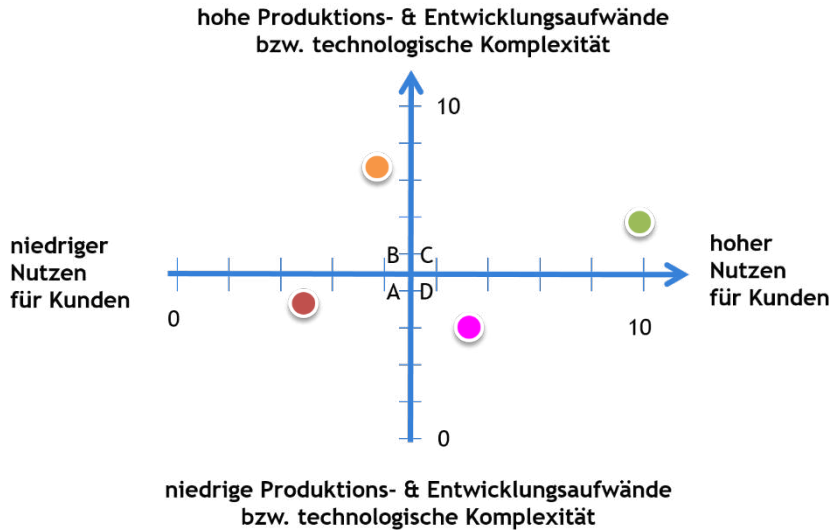 hohe Produktions- & Entwicklungsaufwände
bzw. technologische Komplexität
10
B C
niedriger
Nutzen
für Kunden
hoher
Nutzen
für Kunden
A D
0
10
0
niedrige Produktions- & Entwicklungsaufwände
bzw. technologische Komplexität